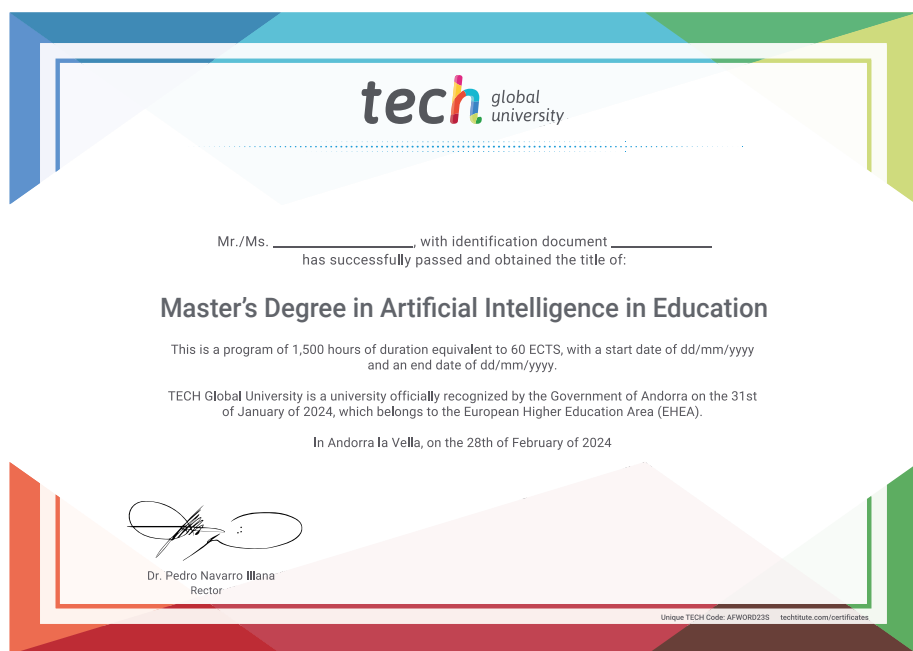 tech global university
Mr./Ms. ____________________, with identification document ______________
has successfully passed and obtained the title of:
Master's Degree in Artificial Intelligence in Education
This is a program of 1,500 hours of duration equivalent to 60 ECTS, with a start date of dd/mm/yyyy
and an end date of dd/mm/yyyy.
TECH Global University is a university officially recognized by the Government of Andorra on the 31st
of January of 2024, which belongs to the European Higher Education Area (EHEA).
In Andorra la Vella, on the 28th of February of 2024
Dr. Pedro Navarro Illana
Rector
Unique TECH Code: AFWORD23S techtitute.com/certificates